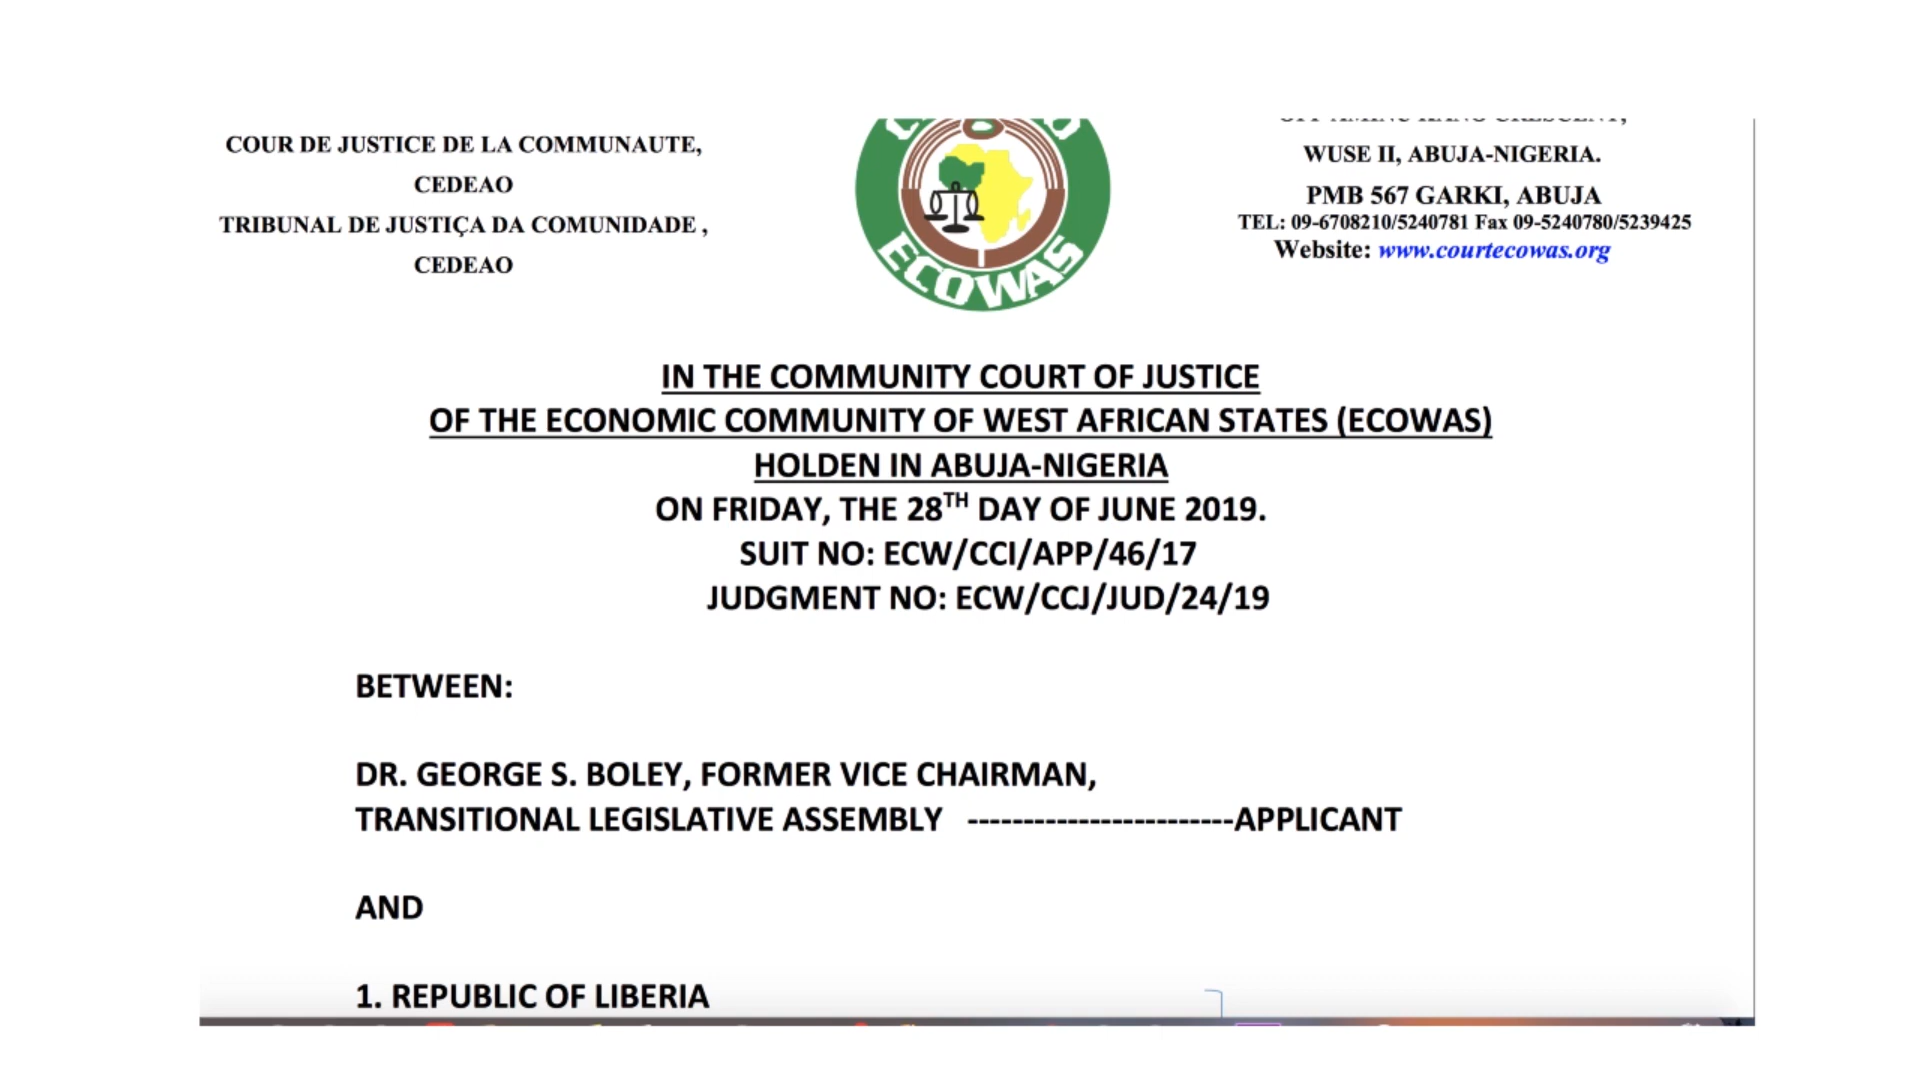 COUR DE JUSTICE DE LA COMMUNAUTE,
CEDEAO
TRIBUNAL DE JUSTIÇA DA COMUNIDADE ,
CEDEAO
ECOWAS
AMINU KANO CRESCENT,
WUSE II, ABUJA-NIGERIA.
PMB 567 GARKI, ABUJA
TEL: 09-6708210/5240781 Fax 09-5240780/5239425
Website: www.courtecowas.org
IN THE COMMUNITY COURT OF JUSTICE
OF THE ECONOMIC COMMUNITY OF WEST AFRICAN STATES (ECOWAS)
HOLDEN IN ABUJA-NIGERIA
ON FRIDAY, THE 28TH DAY OF JUNE 2019.
SUIT NO: ECW/CCI/APP/46/17
JUDGMENT NO: ECW/CCJ/JUD/24/19
BETWEEN:
DR. GEORGE S. BOLEY, FORMER VICE CHAIRMAN,
TRANSITIONAL LEGISLATIVE ASSEMBLY ------------------------APPLICANT
AND
1. REPUBLIC OF LIBERIA